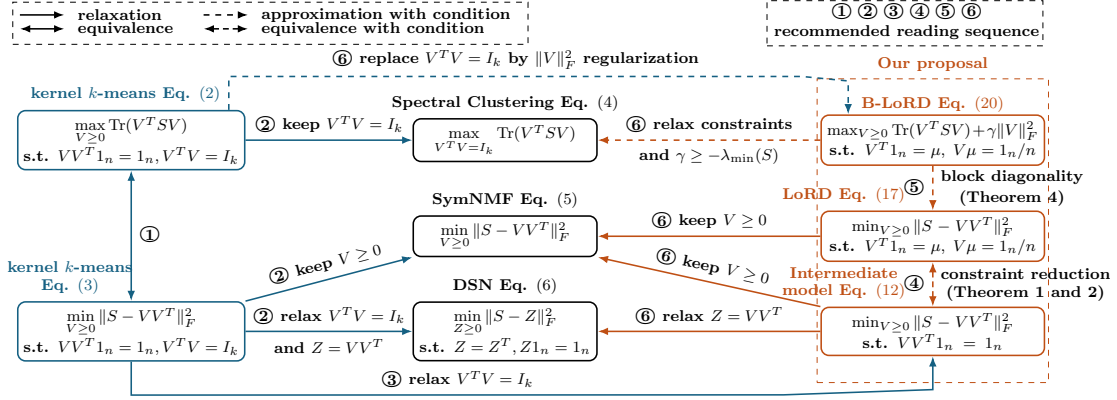 relaxation
approximation with condition
equivalence
equivalence with condition
① ② ③ ④ ⑤ ⑥
recommended reading sequence
⑥ replace V^T V = I_k by ‖V‖_F^2 regularization
Our proposal
kernel k-means Eq. (2)
max_{V≥0} Tr(V^T SV)
s.t. VV^T 1_n = 1_n, V^T V = I_k
② keep V^T V = I_k
Spectral Clustering Eq. (4)
max_{V^T V=I_k} Tr(V^T SV)
⑥ relax constraints
and γ ≥ −λ_min(S)
B-LoRD Eq. (20)
max_{V≥0} Tr(V^T SV)+γ‖V‖_F^2
s.t. V^T 1_n = μ, Vμ = 1_n/n
⑤ block diagonality
(Theorem 4)
①
SymNMF Eq. (5)
min_{V≥0} ‖S − VV^T‖_F^2
⑥ keep V ≥ 0
LoRD Eq. (17)
min_{V≥0} ‖S − VV^T‖_F^2
s.t. V^T 1_n = μ, Vμ = 1_n/n
④ constraint reduction
(Theorem 1 and 2)
kernel k-means
Eq. (3)
min_{V≥0} ‖S − VV^T‖_F^2
s.t. VV^T 1_n = 1_n, V^T V = I_k
② keep V ≥ 0
② relax V^T V = I_k
and Z = VV^T
DSN Eq. (6)
min_{Z≥0} ‖S − Z‖_F^2
s.t. Z = Z^T, Z1_n = 1_n
⑥ keep V ≥ 0
⑥ relax Z = VV^T
Intermediate
model Eq. (12)
min_{V≥0} ‖S − VV^T‖_F^2
s.t. VV^T 1_n = 1_n
③ relax V^T V = I_k